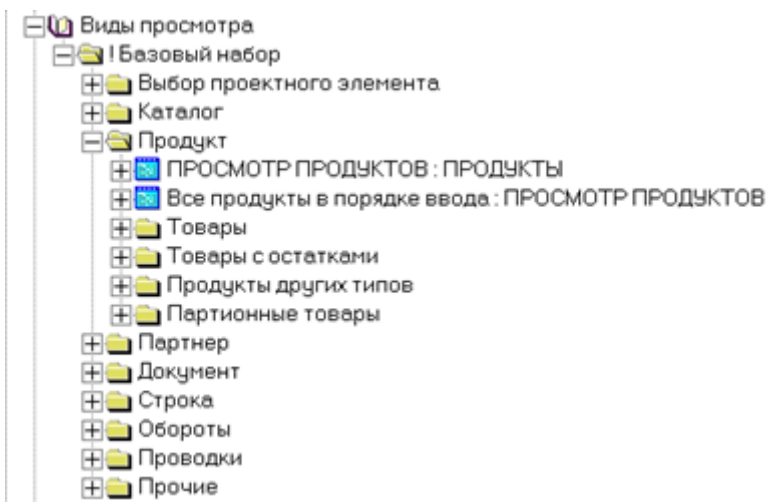 Виды просмотра
! Базовый набор
Выбор проектного элемента
Каталог
Продукт
ПРОСМОТР ПРОДУКТОВ : ПРОДУКТЫ
Все продукты в порядке ввода : ПРОСМОТР ПРОДУКТОВ
Товары
Товары с остатками
Продукты других типов
Партионные товары
Партнер
Документ
Строка
Обороты
Проводки
Прочие